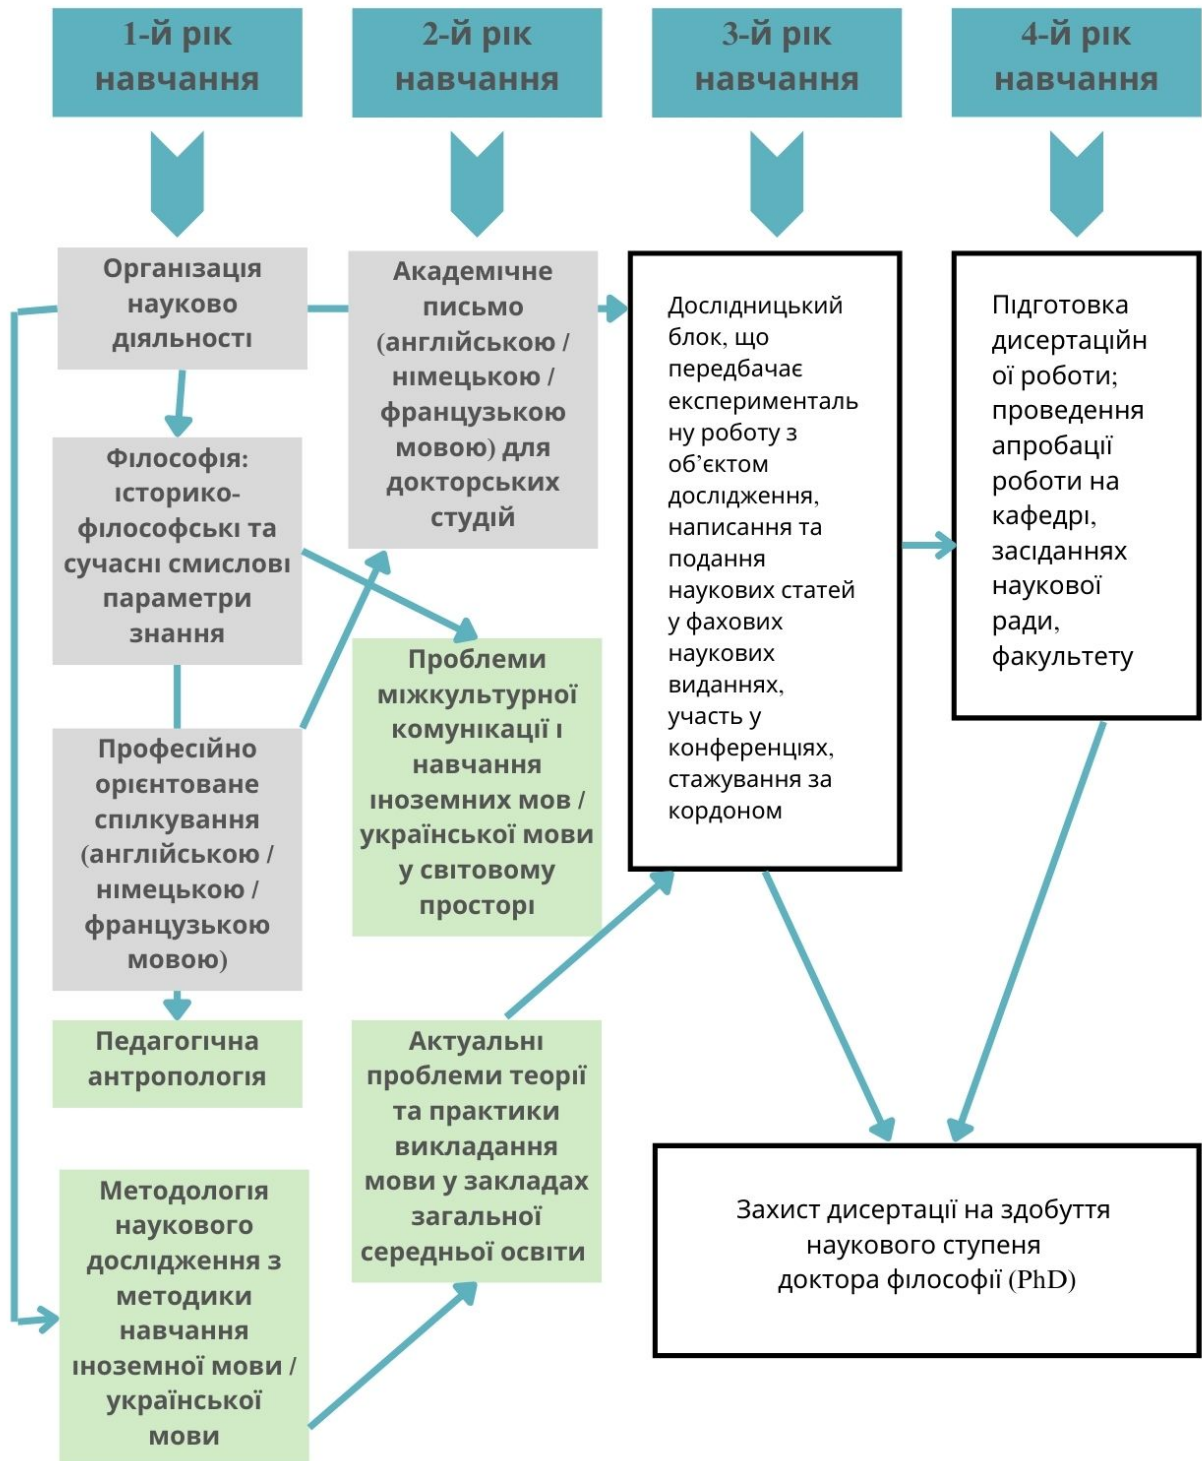 1-й рік
навчання
2-й рік
навчання
3-й рік
навчання
4-й рік
навчання
Організація
науково
діяльності
Філософія:
історико-
філософські та
сучасні смислові
параметри
знання
Професійно
орієнтоване
спілкування
(англійською /
німецькою /
французькою
мовою)
Педагогічна
антропологія
Методологія
наукового
дослідження з
методики
навчання
іноземної мови /
української
мови
Академічне
письмо
(англійською /
німецькою /
французькою
мовою) для
докторських
студій
Проблеми
міжкультурної
комунікації і
навчання
іноземних мов /
української мови
у світовому
просторі
Актуальні
проблеми теорії
та практики
викладання
мови у закладах
загальної
середньої освіти
Дослідницький
блок, що
передбачає
експерименталь
ну роботу з
об’єктом
дослідження,
написання та
подання
наукових статей
у фахових
наукових
виданнях,
участь у
конференціях,
стажування за
кордоном
Підготовка
дисертаційн
ої роботи;
проведення
апробації
роботи на
кафедрі,
засіданнях
наукової
ради,
факультету
Захист дисертації на здобуття
наукового ступеня
доктора філософії (PhD)